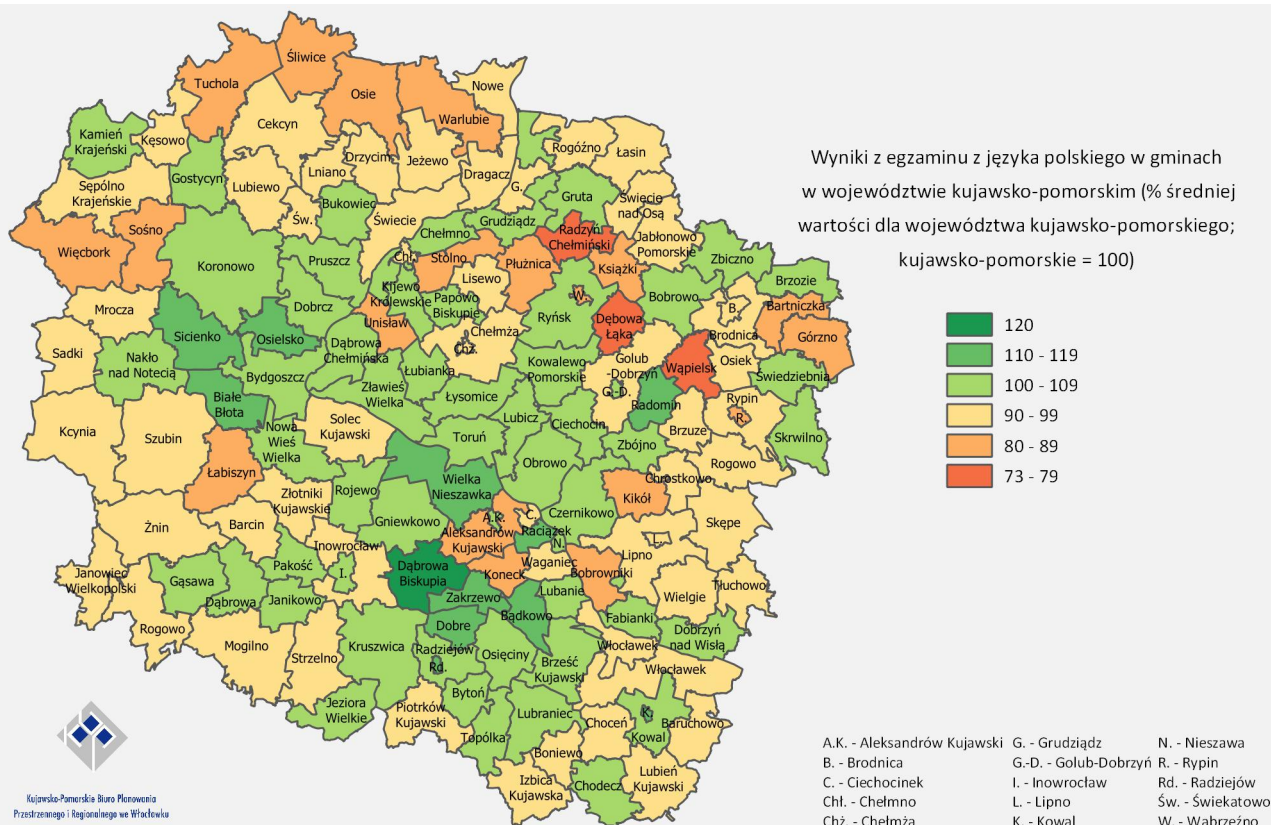 Śliwice
Tuchola
Osie
Nowe
Warlubie
Cekcyn
Kamień
Krajeński
Kęsowo
Rogóźno
Łasin
Drzycim
Jeżewo
Lniano
Dragacz
Gostycyn
Lubiewo
G.
Gruta
Sępólno
Krajeńskie
Bukowiec
Św.
Świecie
Świecie
nad Osą
Grudziądz
Chełmno
Radzyń
Chełmiński
Jabłonowo
Pomorskie
Sośno
Więcbork
Koronowo
Pruszcz
Chł.
Stolno
Płużnica
Książki
Zbiczno
Lisewo
Brzozie
Kijewo
Królewskie
Papowo
Biskupie
W.
Bobrowo
Dobrcz
Mrocza
B.
Bartniczka
Unisław
Ryńsk
Dębowa
Łąka
Chełmża
Brodnica
Górzno
Sicienko
Osielsko
Dąbrowa
Chełmińska
Chż.
Sadki
Nakło
nad Notecią
Bydgoszcz
Łubianka
Kowalewo
Pomorskie
Golub
-Dobrzyń
Wąpielsk
Osiek
Świedziebnia
Zławieś
Wielka
Łysomice
G.-D.
Radomin
Rypin
R.
Białe
Błota
Solec
Kujawski
Lubicz
Ciechocin
Kcynia
Szubin
Nowa
Wieś
Wielka
Toruń
Zbójno
Brzuze
Skrwilno
Obrowo
Rogowo
Łabiszyn
Wielka
Nieszawka
Chrostkowo
Złotniki
Kujawskie
Rojewo
Kikół
Gniewkowo
A.K.
C.
Czernikowo
Żnin
Barcin
Aleksandrów
Kujawski
Raciążek
N.
Skępe
L.
Inowrocław
Lipno
Pakość
I.
Dąbrowa
Biskupia
Koneck
Waganiec
Bobrowniki
Janowiec
Wielkopolski
Gąsawa
Tłuchowo
Dąbrowa
Janikowo
Zakrzewo
Lubanie
Wielgie
Bądkowo
Fabianki
Rogowo
Dobre
Dobrzyń
nad Wisłą
Mogilno
Strzelno
Kruszwica
Radziejów
Rd.
Osięciny
Włocławek
Brześć
Kujawski
Włocławek
Bytoń
Jeziora
Wielkie
Piotrków
Kujawski
Lubraniec
Choceń
K.
Kowal
Baruchowo
Topólka
Boniewo
Izbica
Kujawska
Chodecz
Lubień
Kujawski
Wyniki z egzaminu z języka polskiego w gminach
w województwie kujawsko-pomorskim (% średniej
wartości dla województwa kujawsko-pomorskiego;
kujawsko-pomorskie = 100)
120
110 - 119
100 - 109
90 - 99
80 - 89
73 - 79
A.K. - Aleksandrów Kujawski G. - Grudziądz N. - Nieszawa
B. - Brodnica G.-D. - Golub-Dobrzyń R. - Rypin
C. - Ciechocinek I. - Inowrocław Rd. - Radziejów
Chł. - Chełmno L. - Lipno Św. - Świekatowo
Chż. - Chełmża K. - Kowal W. - Wąbrzeźno
Kujawsko-Pomorskie Biuro Planowania
Przestrzennego i Regionalnego we Włocławku